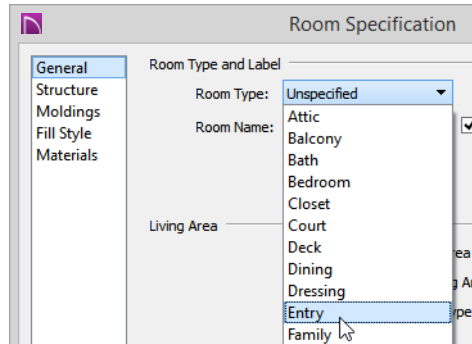 Room Specification
General
Structure
Moldings
Fill Style
Materials
Room Type and Label
Room Type: Unspecified
Room Name:
Attic
Balcony
Bath
Bedroom
Closet
Court
Deck
Dining
Dressing
Entry
Family
Living Area